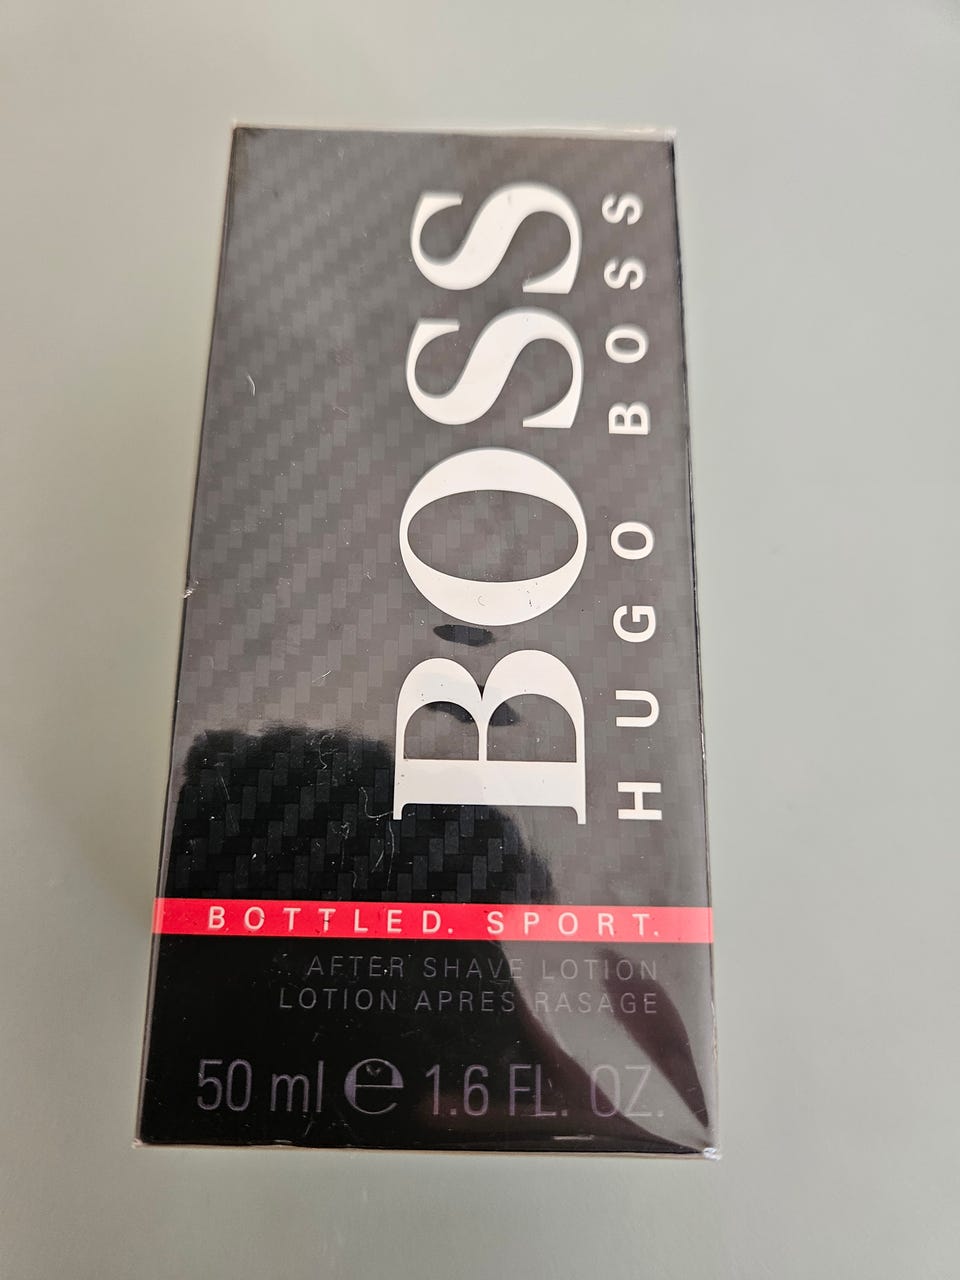 BOSS
HUGO BOSS
BOTTLED. SPORT.
AFTER SHAVE LOTION
LOTION APRES RASAGE
50 ml ℮ 1.6 FL. OZ.